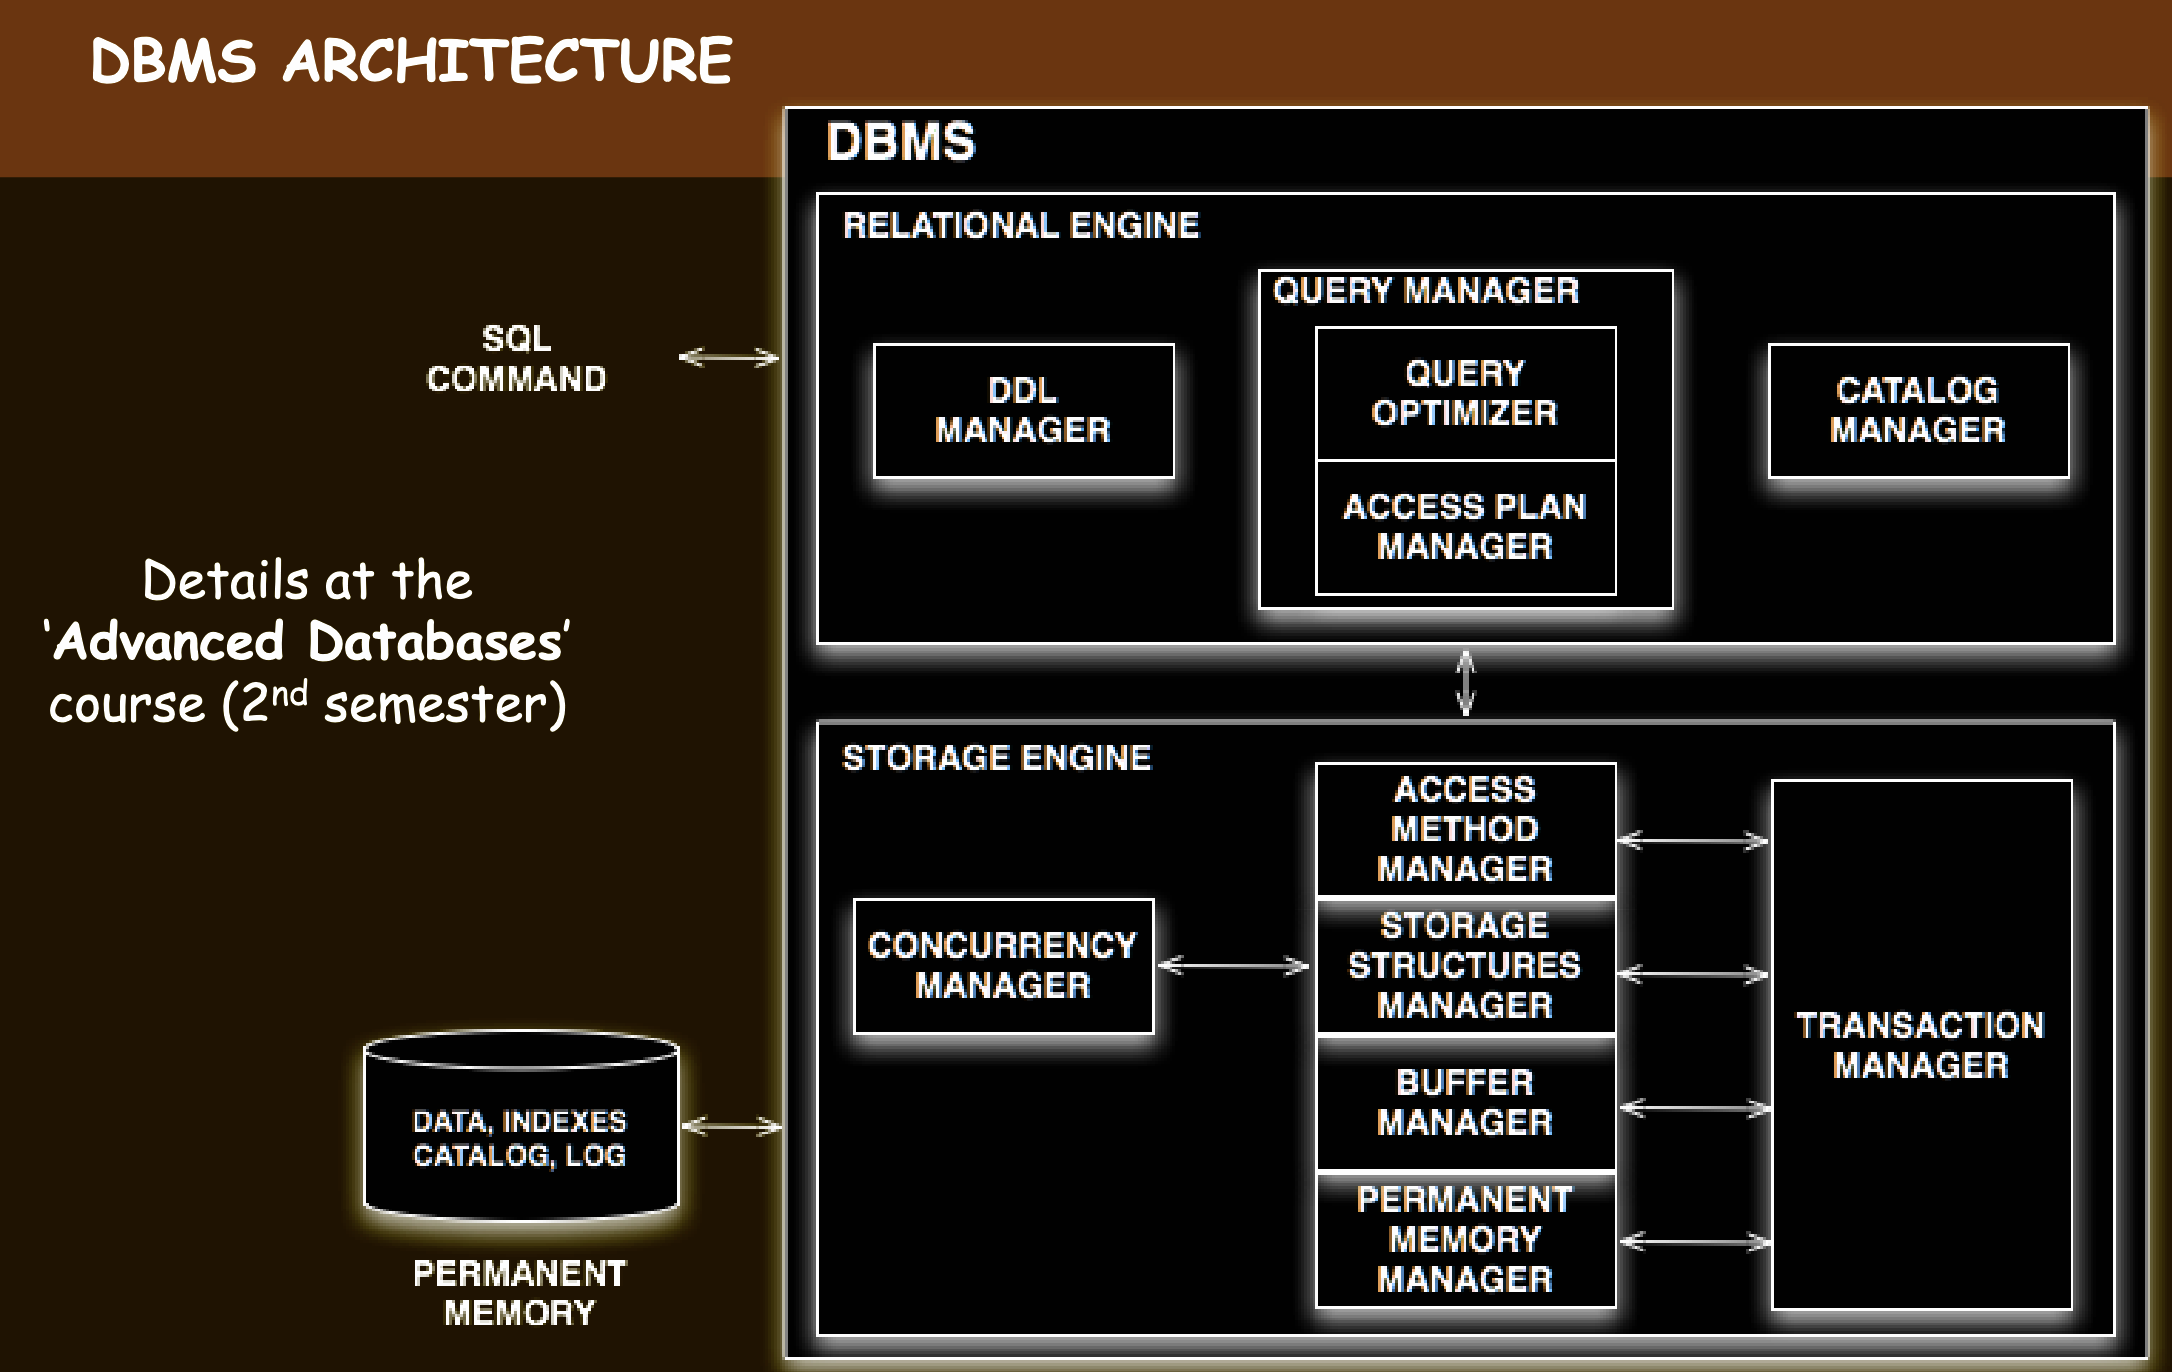 DBMS ARCHITECTURE
DBMS
RELATIONAL ENGINE
SQL
COMMAND
DDL
MANAGER
QUERY MANAGER
QUERY
OPTIMIZER
ACCESS PLAN
MANAGER
CATALOG
MANAGER
Details at the
‘Advanced Databases’
course (2nd semester)
STORAGE ENGINE
CONCURRENCY
MANAGER
ACCESS
METHOD
MANAGER
STORAGE
STRUCTURES
MANAGER
BUFFER
MANAGER
PERMANENT
MEMORY
MANAGER
TRANSACTION
MANAGER
DATA, INDEXES
CATALOG, LOG
PERMANENT
MEMORY